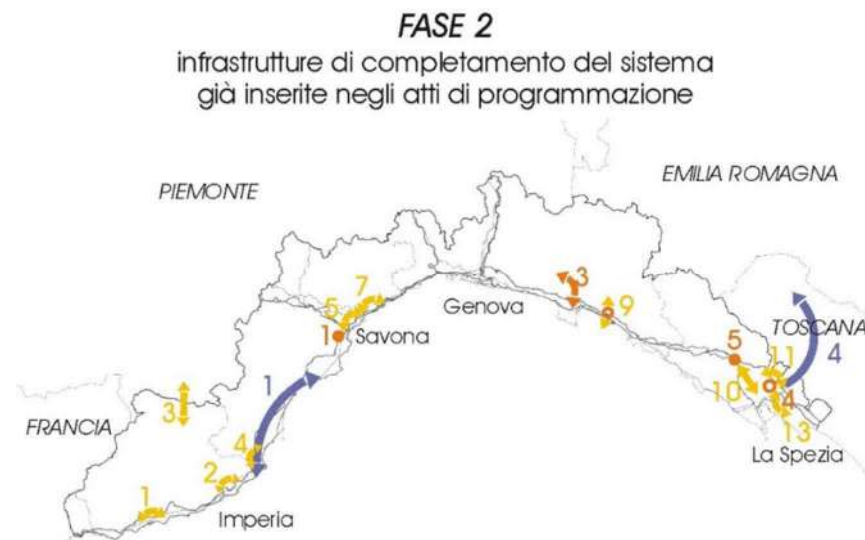 FASE 2
infrastrutture di completamento del sistema
già inserite negli atti di programmazione
EMILIA ROMAGNA
PIEMONTE
7
3
5
Genova
9
1
Savona
TOSCANA
5
11
4
1
10
4
3
13
FRANCIA
4
La Spezia
2
1
Imperia